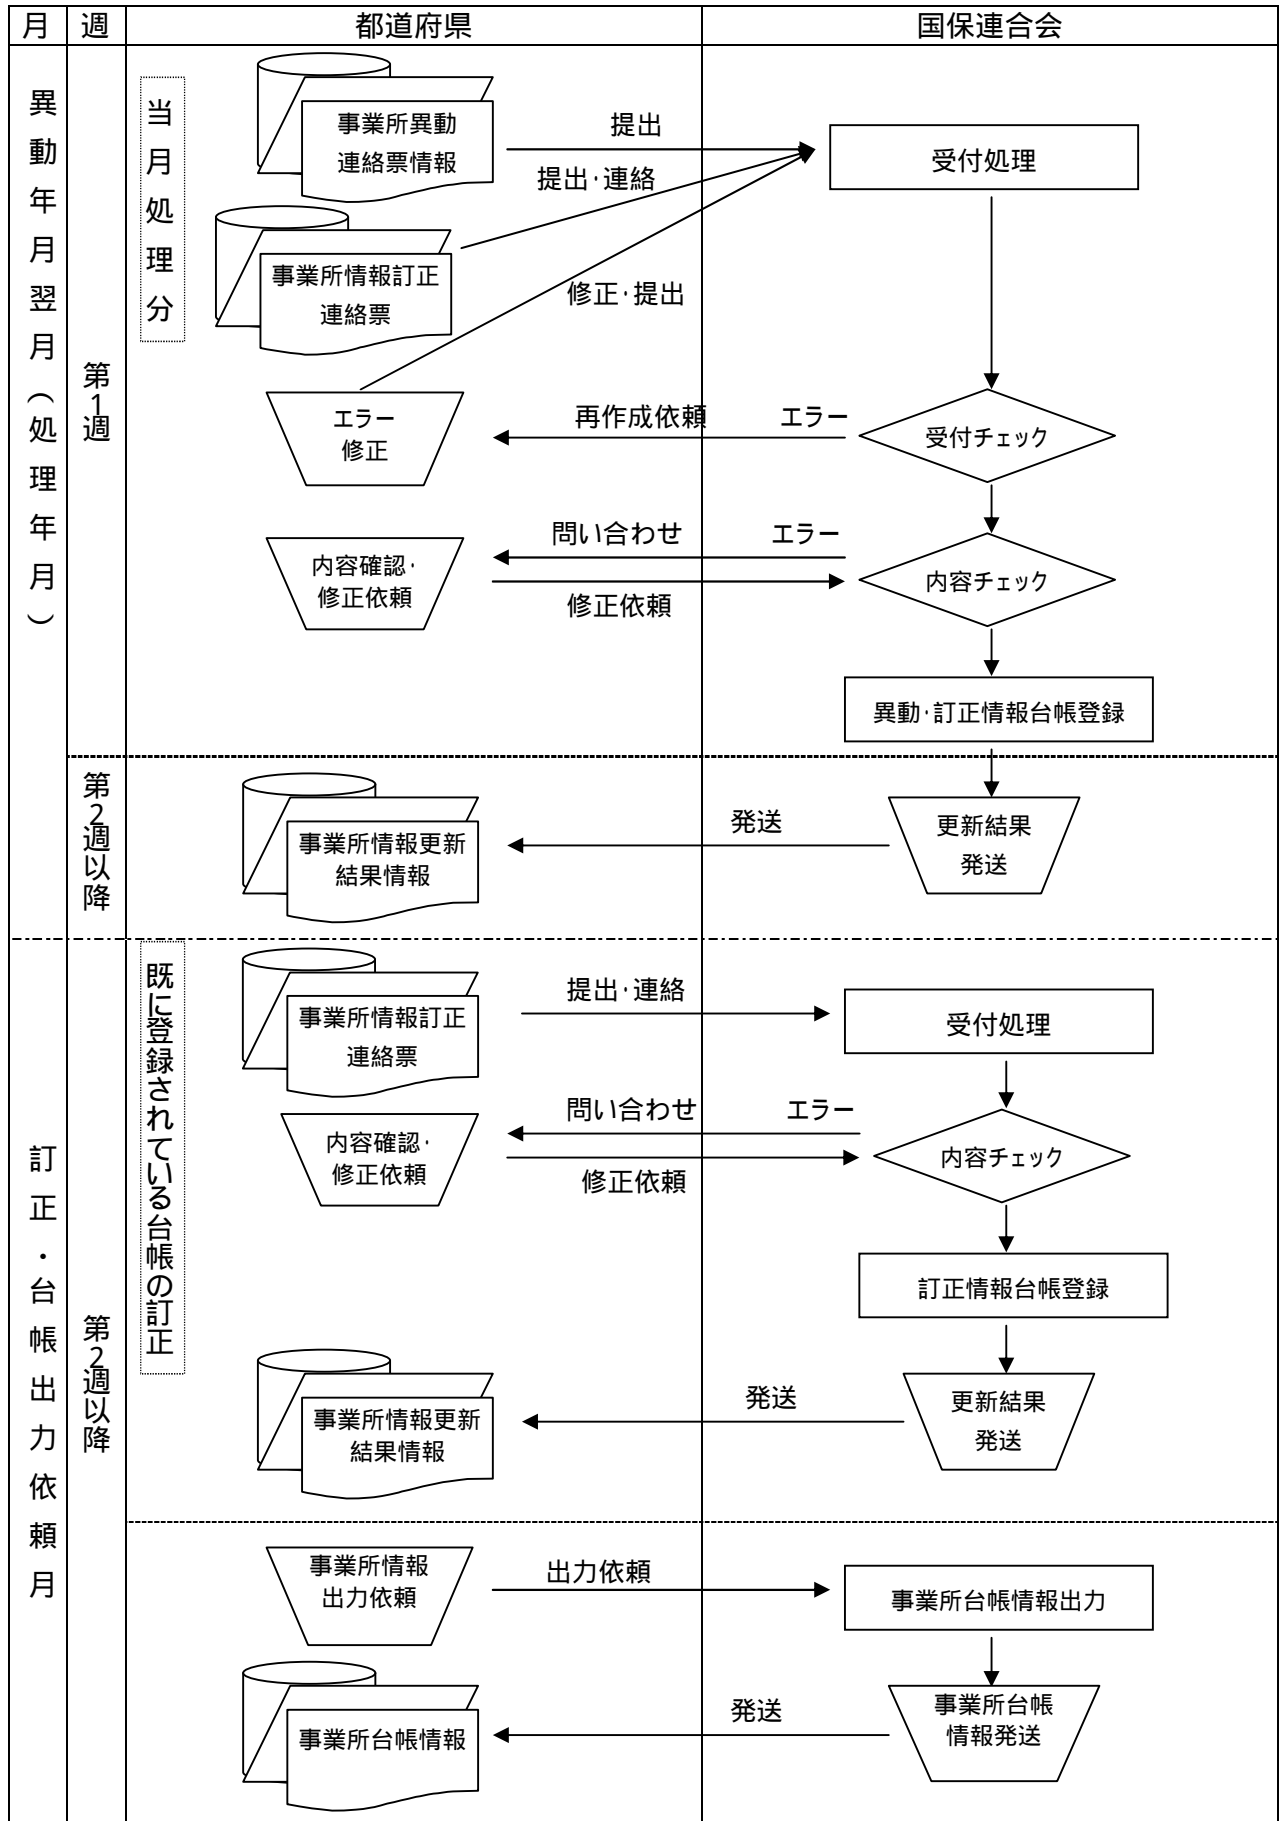 月
週
都道府県
国保連合会
異動年月翌月(処理年月)
第1週
当月処理分
事業所異動
連絡票情報
提出
受付処理
提出・連絡
事業所情報訂正
連絡票
修正・提出
エラー
修正
再作成依頼
エラー
受付チェック
内容確認・
修正依頼
問い合わせ
エラー
修正依頼
内容チェック
異動・訂正情報台帳登録
第2週以降
事業所情報更新
結果情報
発送
更新結果
発送
訂正・台帳出力依頼月
第2週以降
既に登録されている台帳の訂正
事業所情報訂正
連絡票
提出・連絡
受付処理
内容確認・
修正依頼
問い合わせ
エラー
修正依頼
内容チェック
訂正情報台帳登録
事業所情報更新
結果情報
発送
更新結果
発送
事業所情報
出力依頼
出力依頼
事業所台帳情報出力
事業所台帳情報
発送
事業所台帳
情報発送